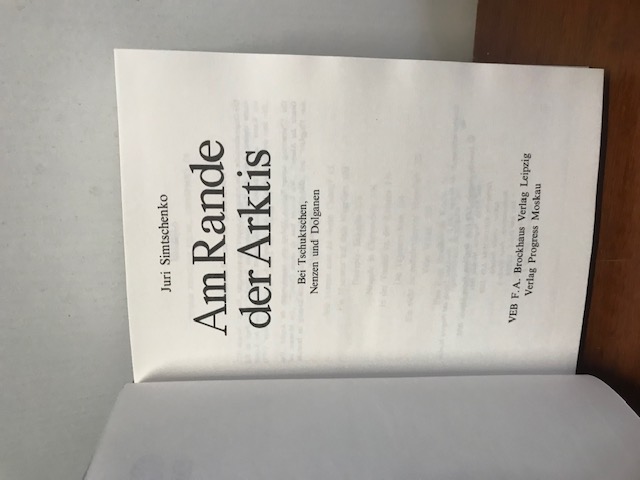 Juri Simtschenko
Am Rande
der Arktis
Bei Tschuktschen,
Nenzen und Dolganen
VEB F.A. Brockhaus Verlag Leipzig
Verlag Progress Moskau